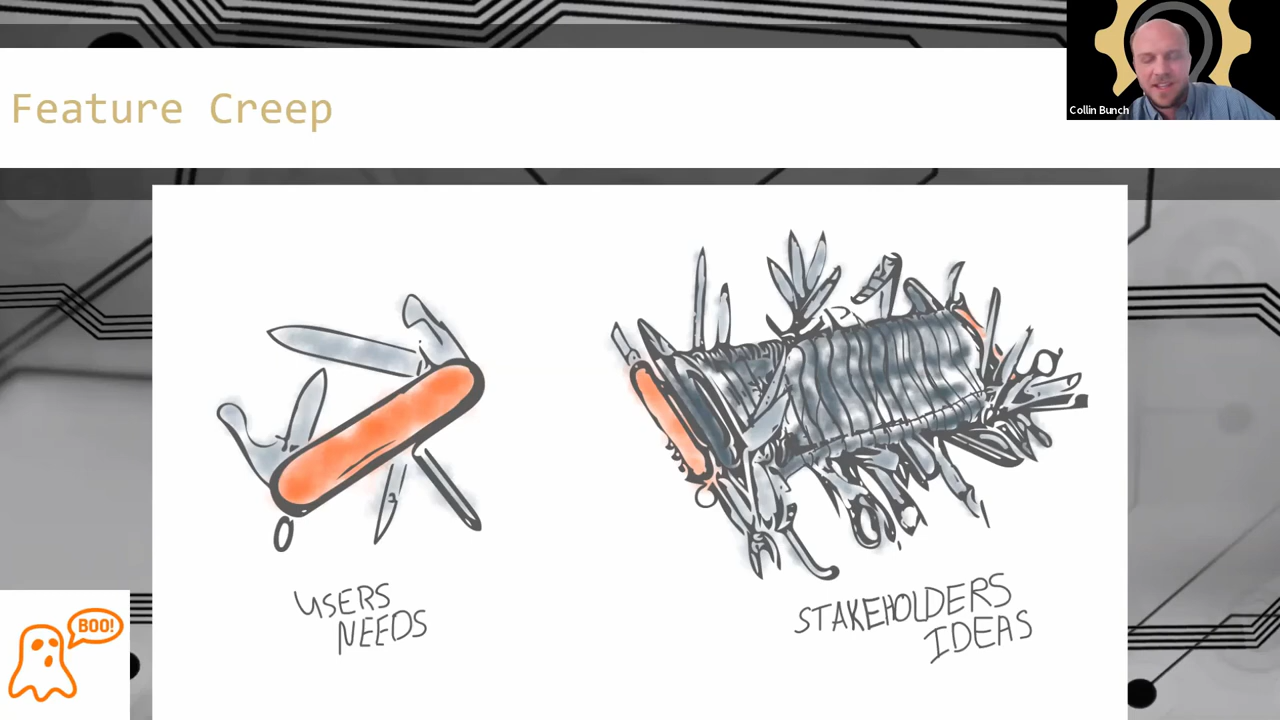 Feature Creep
Collin Bunch
USERS
NEEDS
STAKEHOLDERS
IDEAS
BOO!